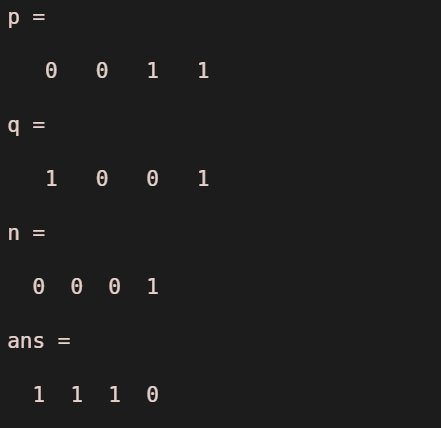 p =
0 0 1 1
q =
1 0 0 1
n =
0 0 0 1
ans =
1 1 1 0